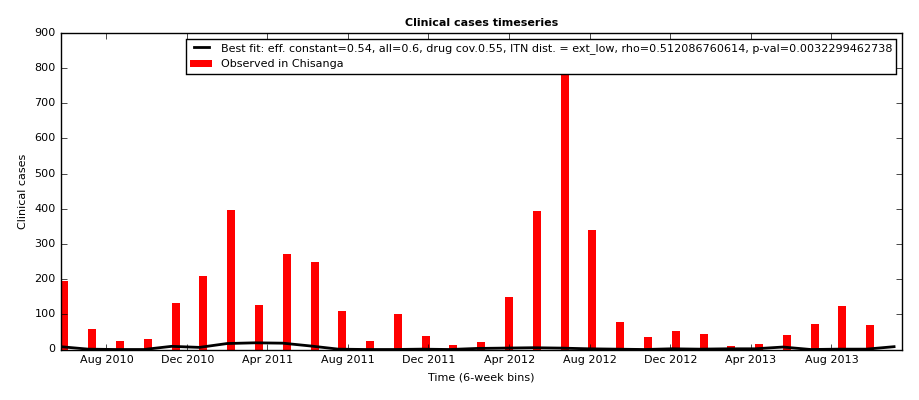 Clinical cases timeseries
Best fit: eff. constant=0.54, all=0.6, drug cov.0.55, ITN dist. = ext_low, rho=0.512086760614, p-val=0.0032299462738
Observed in Chisanga
900
800
700
600
500
400
300
200
100
0
Clinical cases
Aug 2010 Dec 2010 Apr 2011 Aug 2011 Dec 2011 Apr 2012 Aug 2012 Dec 2012 Apr 2013 Aug 2013
Time (6-week bins)